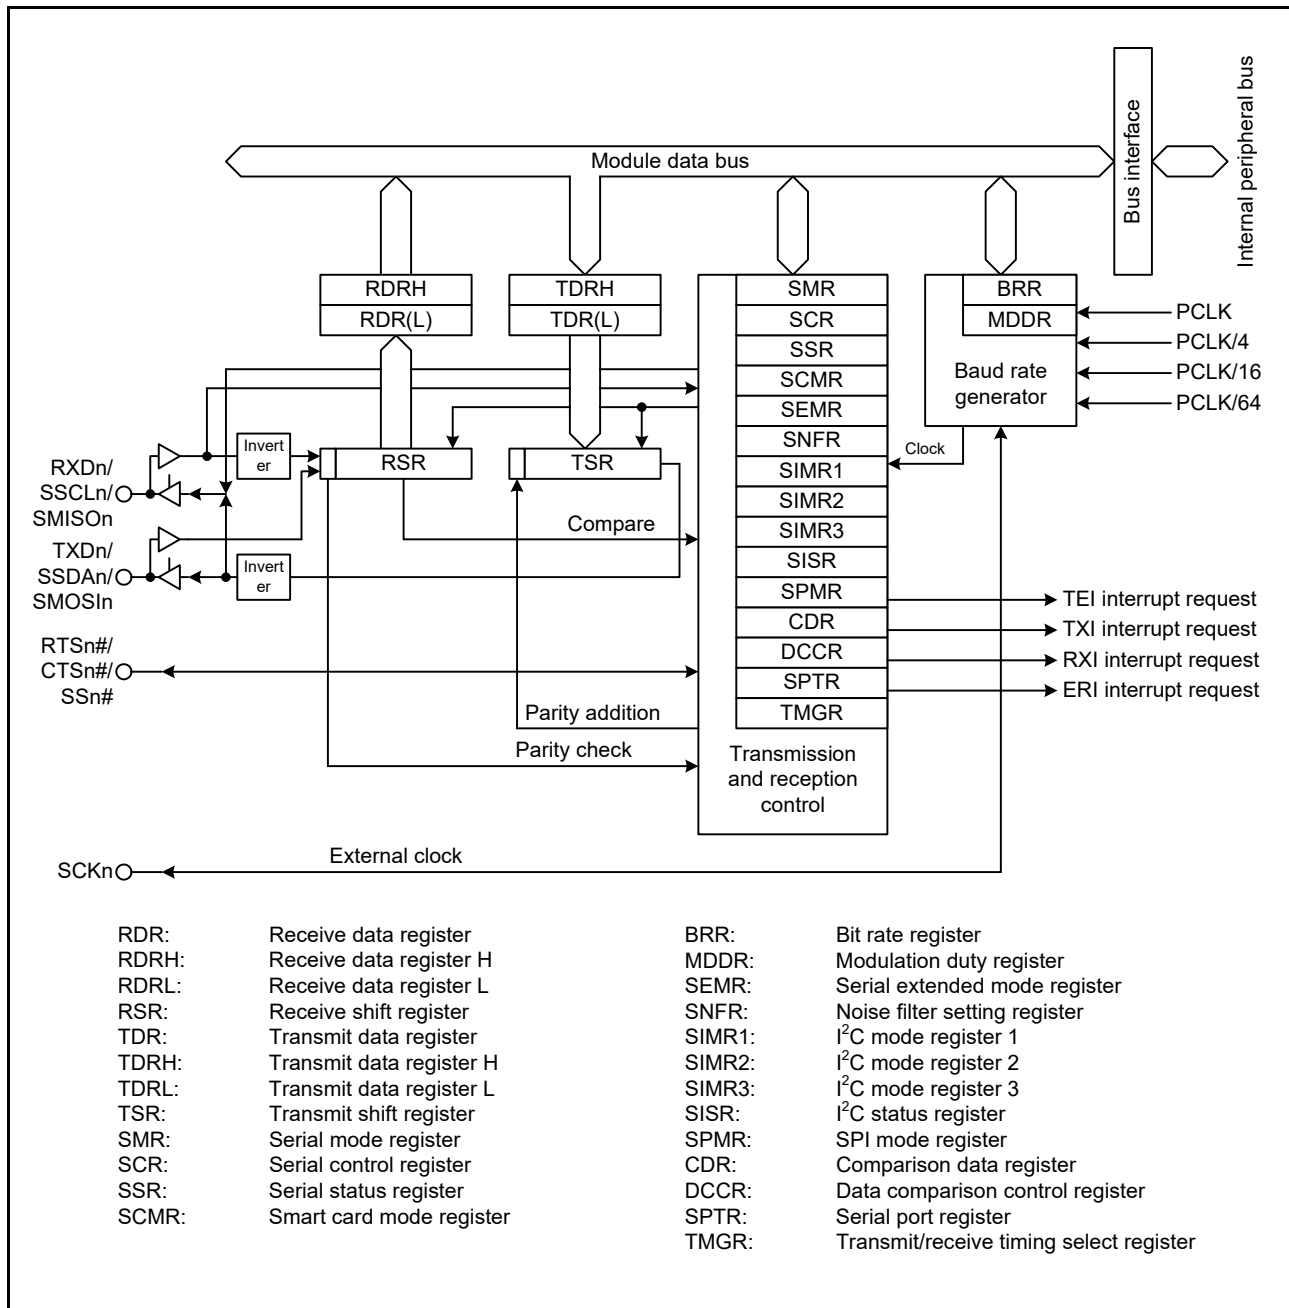 Module data bus
Bus interface
Internal peripheral bus
RDRH
RDR(L)
TDRH
TDR(L)
SMR
SCR
SSR
SCMR
SEMR
SNFR
SIMR1
SIMR2
SIMR3
SISR
SPMR
CDR
DCCR
SPTR
TMGR
Transmission
and reception
control
BRR
MDDR
Baud rate
generator
PCLK
PCLK/4
PCLK/16
PCLK/64
Clock
Invert
er
RSR
TSR
RXDn/
SSCLn/
SMISOn
Compare
TXDn/
SSDAn/
SMOSIn
Invert
er
RTSn#/
CTSn#/
SSn#
Parity addition
Parity check
TEI interrupt request
TXI interrupt request
RXI interrupt request
ERI interrupt request
SCKn
External clock
RDR: Receive data register
RDRH: Receive data register H
RDRL: Receive data register L
RSR: Receive shift register
TDR: Transmit data register
TDRH: Transmit data register H
TDRL: Transmit data register L
TSR: Transmit shift register
SMR: Serial mode register
SCR: Serial control register
SSR: Serial status register
SCMR: Smart card mode register
BRR: Bit rate register
MDDR: Modulation duty register
SEMR: Serial extended mode register
SNFR: Noise filter setting register
SIMR1: I²C mode register 1
SIMR2: I²C mode register 2
SIMR3: I²C mode register 3
SISR: I²C status register
SPMR: SPI mode register
CDR: Comparison data register
DCCR: Data comparison control register
SPTR: Serial port register
TMGR: Transmit/receive timing select register